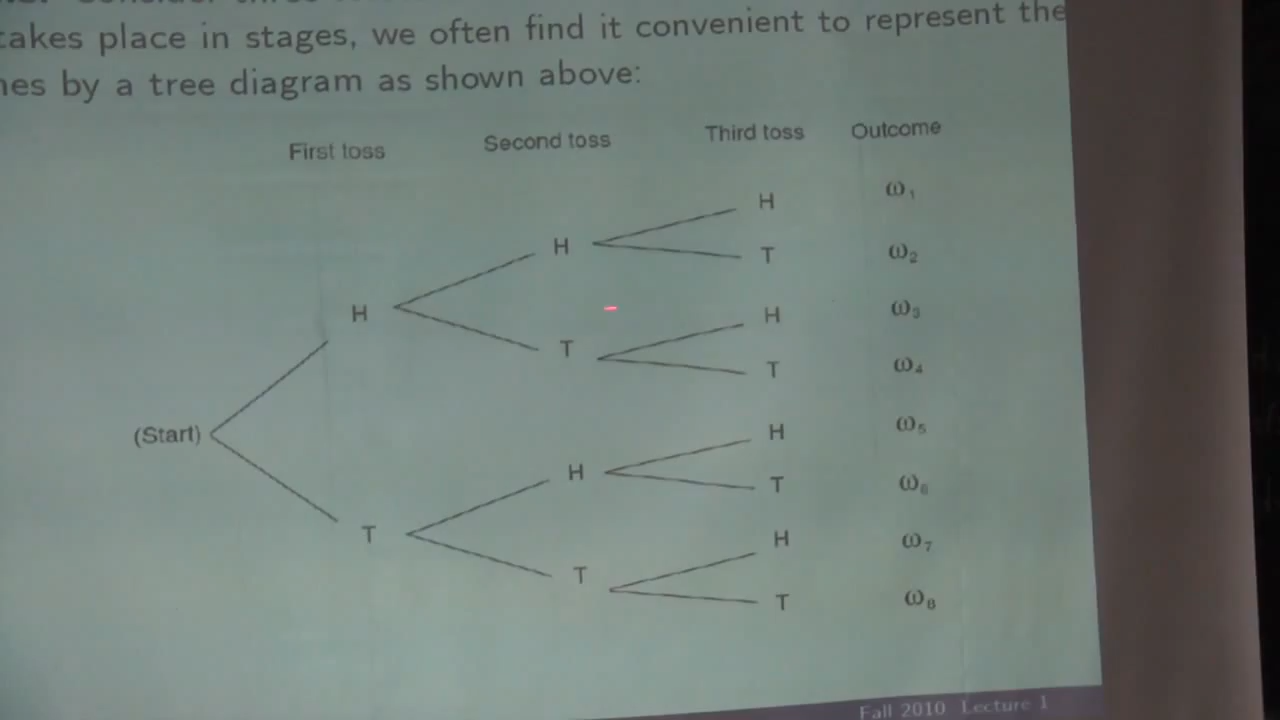 Consider three
takes place in stages, we often find it convenient to represent the
by a tree diagram as shown above:
First toss Second toss Third toss Outcome
H ω1
H T ω2
H H ω3
T T ω4
(Start) H ω5
H T ω6
T H ω7
T T ω8
Fall 2010 Lecture 1